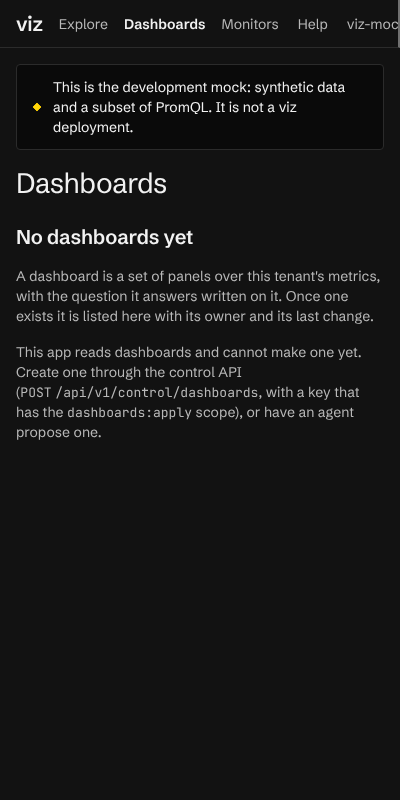 viz Explore Dashboards Monitors Help viz-moc
This is the development mock: synthetic data
and a subset of PromQL. It is not a viz
deployment.
Dashboards
No dashboards yet
A dashboard is a set of panels over this tenant's metrics,
with the question it answers written on it. Once one
exists it is listed here with its owner and its last change.
This app reads dashboards and cannot make one yet.
Create one through the control API
(POST /api/v1/control/dashboards, with a key that
has the dashboards:apply scope), or have an agent
propose one.